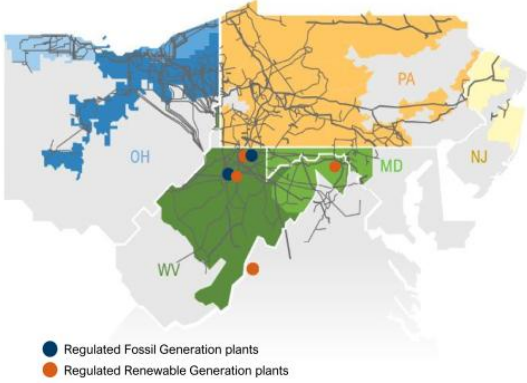 PA
OH
MD
NJ
WV
Regulated Fossil Generation plants
Regulated Renewable Generation plants